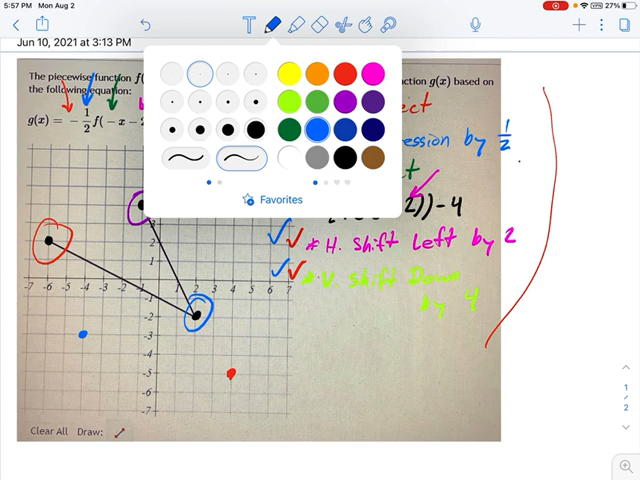 5:57 PM Mon Aug 2
27%
T
Jun 10, 2021 at 3:13 PM
The piecewise function f(
ction g(x) based on
the following equation:
ect
g(x) = - 1/2 f(-x - 2
ession by 1/2
t
2)) - 4
* H. shift Left by 2
* V. shift Down
by 4
Favorites
3
2
1
-7 -6 -5 -4 -3 -2 -1 1 2 3 4 5 6 7
-1
-2
-3
-4
-5
-6
-7
Clear All Draw:
1
/
2